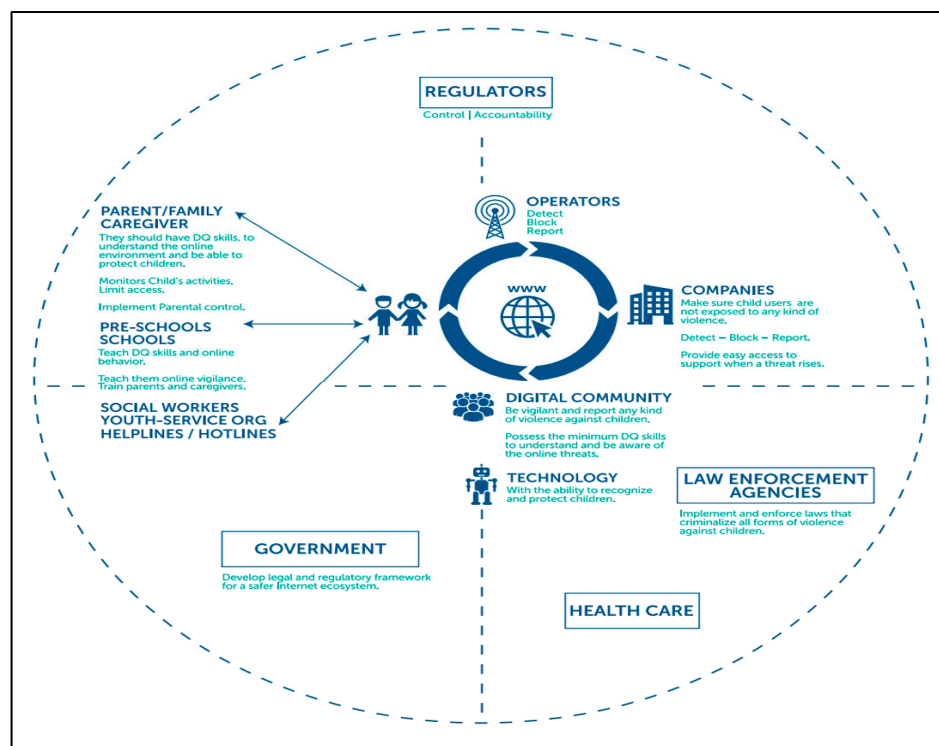 REGULATORS
Control | Accountability
OPERATORS
Detect
Block
Report
PARENT/FAMILY
CAREGIVER
They should have DQ skills, to
understand the online
environment and be able to
protect children.
Monitors Child's activities.
Limit access.
Implement Parental control.
PRE-SCHOOLS
SCHOOLS
Teach DQ skills and online
behavior.
Teach them online vigilance.
Train parents and caregivers.
SOCIAL WORKERS
YOUTH-SERVICE ORG
HELPLINES / HOTLINES
www
COMPANIES
Make sure child users are
not exposed to any kind of
violence.
Detect – Block – Report.
Provide easy access to
support when a threat rises.
DIGITAL COMMUNITY
Be vigilant and report any kind
of violence against children.
Possess the minimum DQ skills
to understand and be aware of
the online threats.
TECHNOLOGY
With the ability to recognize
and protect children.
LAW ENFORCEMENT
AGENCIES
Implement and enforce laws that
criminalize all forms of violence
against children.
GOVERNMENT
Develop legal and regulatory framework
for a safer Internet ecosystem.
HEALTH CARE